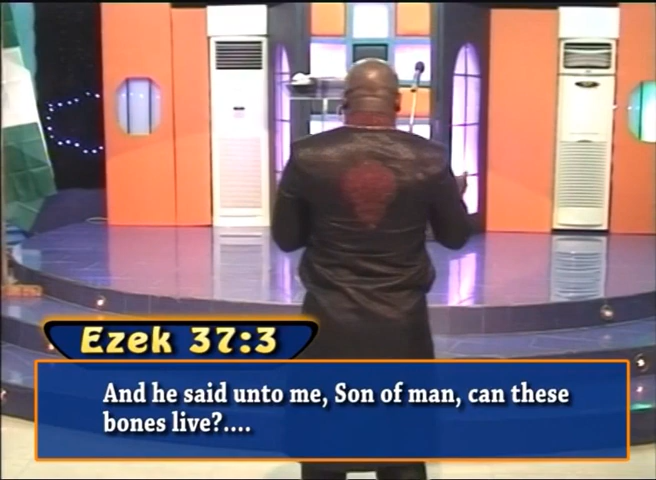 Ezek 37:3
And he said unto me, Son of man, can these
bones live?....